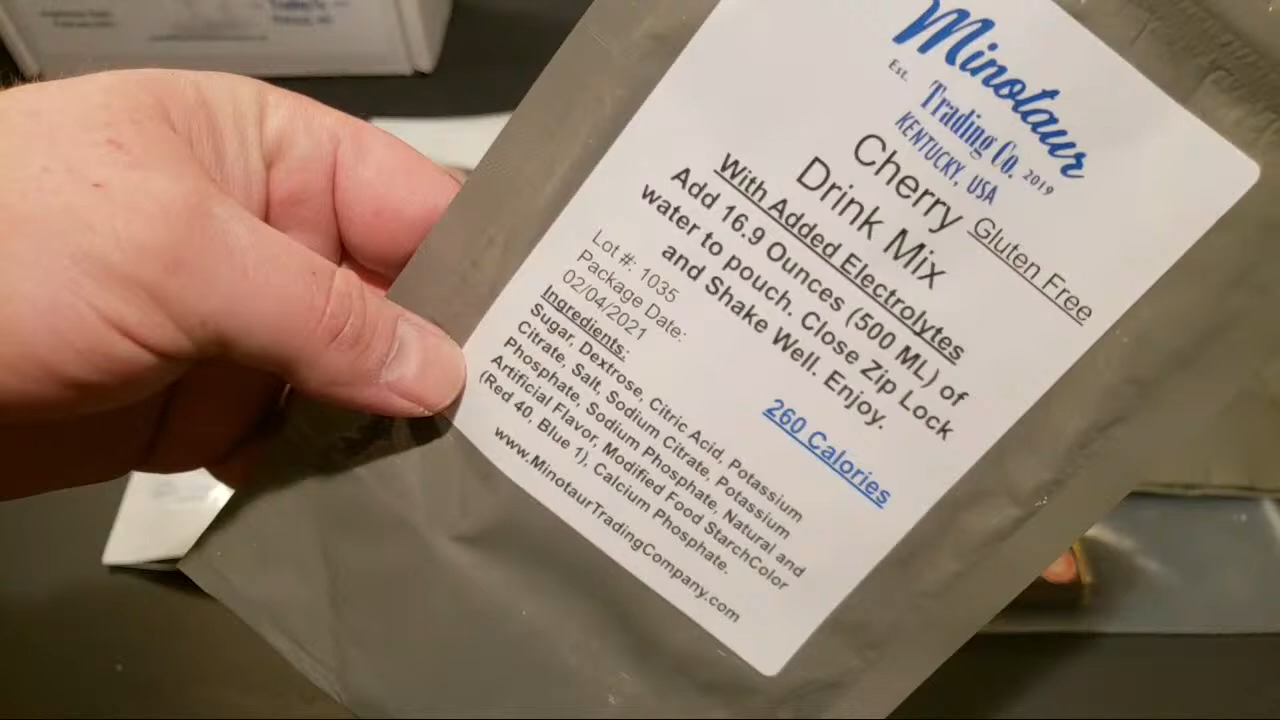 Minotaur
Est.
Trading Co. 2019
KENTUCKY, USA
Cherry
Drink Mix
Gluten Free
With Added Electrolytes
Add 16.9 Ounces (500 ML) of
water to pouch. Close Zip Lock
and Shake Well. Enjoy.
Lot #: 1035
Package Date:
02/04/2021
260 Calories
Ingredients:
Sugar, Dextrose, Citric Acid, Potassium
Citrate, Salt, Sodium Citrate, Potassium
Phosphate, Sodium Phosphate, Natural and
Artificial Flavor, Modified Food StarchColor
(Red 40, Blue 1), Calcium Phosphate.
www.MinotaurTradingCompany.com